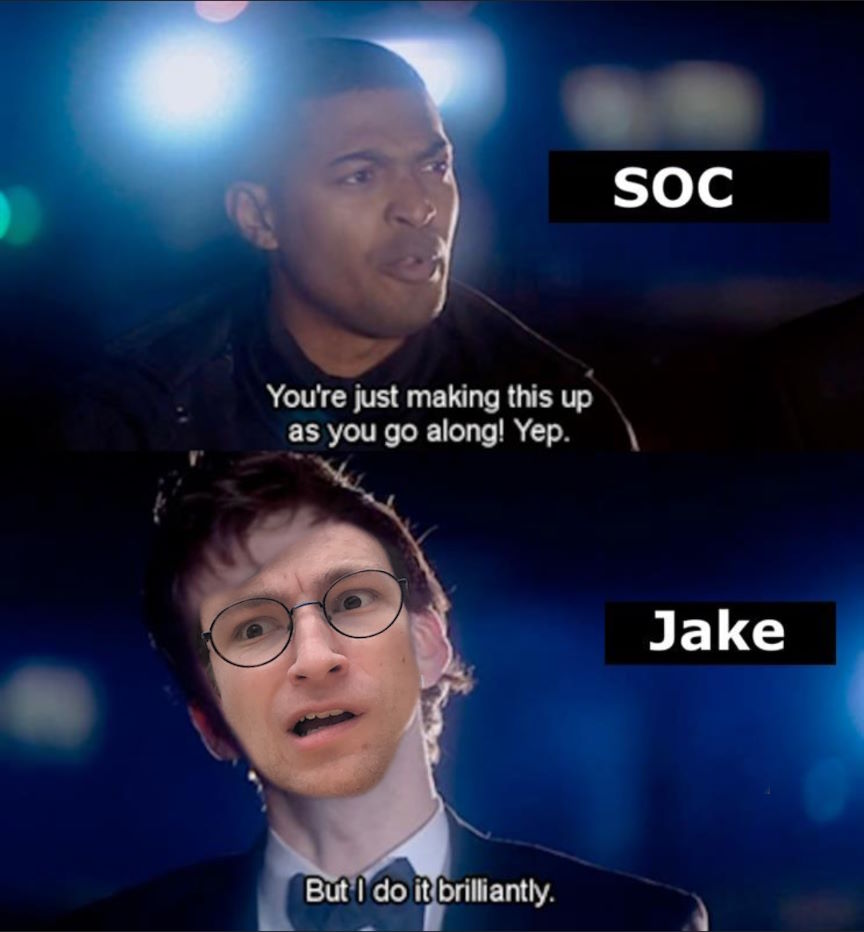 SOC
You're just making this up
as you go along! Yep.
Jake
But I do it brilliantly.